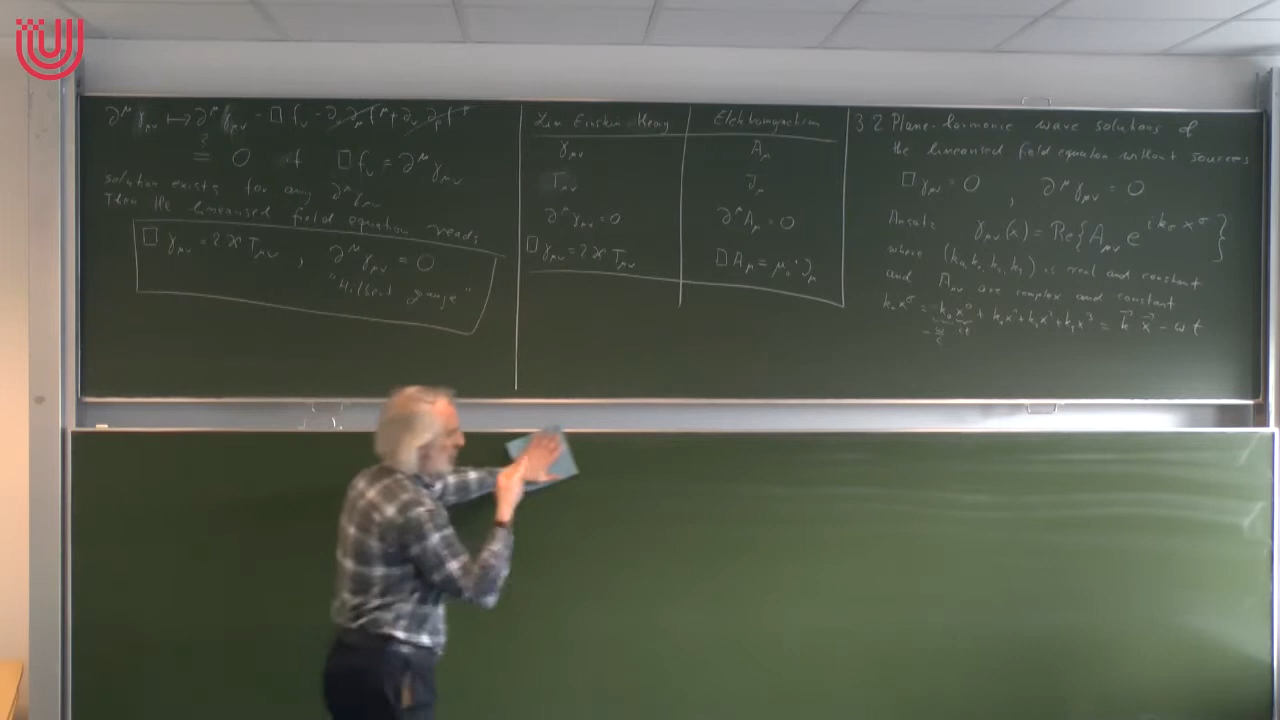 ∂^μ γ_μν ↦ ∂^μ γ_μν - □ f_ν - ∂_ν ∂_μ f^μ + ∂_ν ∂_μ f^μ
?
= 0 if □ f_ν = ∂^μ γ_μν
solution exists for any ∂^μ γ_μν
Then the linearised field equation reads
□ γ_μν = 2 ϰ T_μν , ∂^μ γ_μν = 0
"Hilbert gauge"
Lin Einstein theory | Elektromagnetism
γ_μν | A_μ
T_μν | J_μ
∂^μ γ_μν = 0 | ∂^μ A_μ = 0
□ γ_μν = 2 ϰ T_μν | □ A_μ = μ_0^-1 J_μ
3 2 Plane-harmonic wave solutions of
the linearised field equation without sources
□ γ_μν = 0 , ∂^μ γ_μν = 0
Ansatz γ_μν(x) = Re{ A_μν e^{i k_σ x^σ} }
where (k_0, k_1, k_2, k_3) is real and constant
and A_μν are complex and constant
k_σ x^σ = k_0 x^0 + k_1 x^1 + k_2 x^2 + k_3 x^3 = k⃗ x⃗ - ω t
-ω/c ct